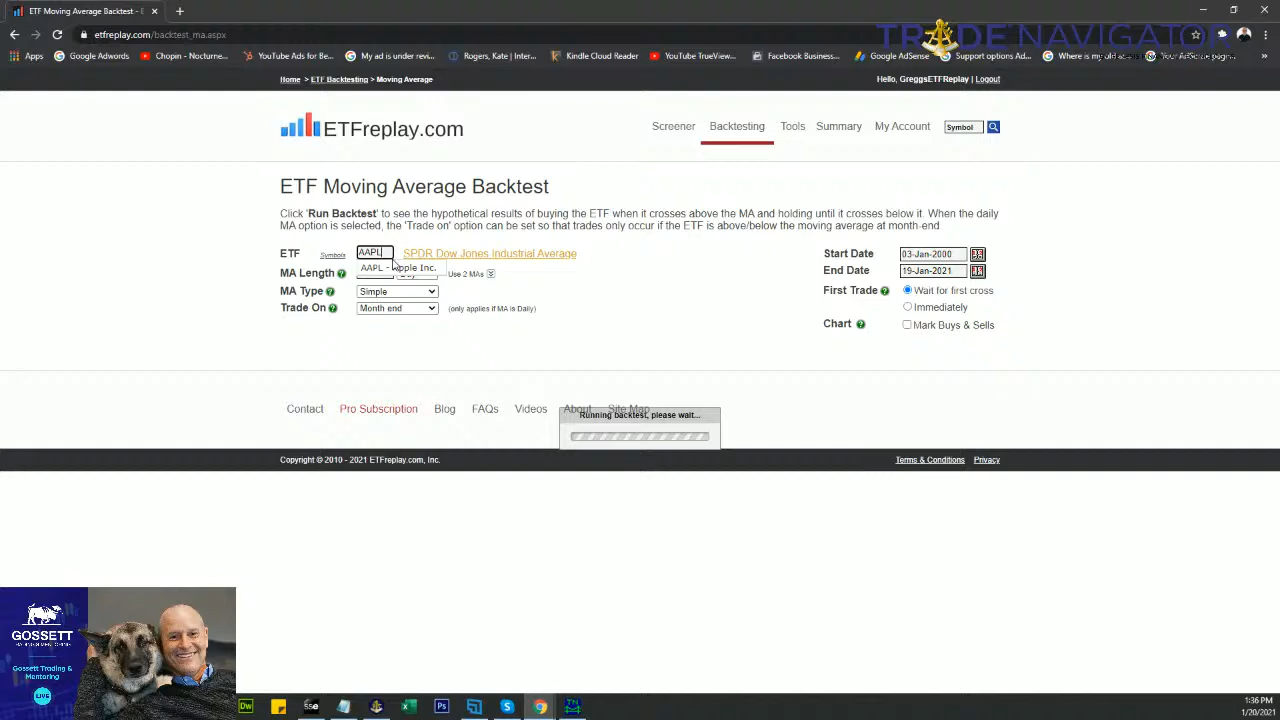 ETF Moving Average Backtest - E
etfreplay.com/backtest_ma.aspx
TRADE NAVIGATOR
Apps
Google Adwords
Chopin - Nocturne...
YouTube Ads for Be...
My ad is under revi...
Rogers, Kate | Inter...
Kindle Cloud Reader
YouTube TrueView...
Facebook Business...
Google AdSense
Support options Ad...
Home > ETF Backtesting > Moving Average
Hello, GreggsETFReplay | Logout
ETFreplay.com
Screener Backtesting Tools Summary My Account Symbol
ETF Moving Average Backtest
Click 'Run Backtest' to see the hypothetical results of buying the ETF when it crosses above the MA and holding until it crosses below it. When the daily
MA option is selected, the 'Trade on' option can be set so that trades only occur if the ETF is above/below the moving average at month-end
ETF Symbols AAPL SPDR Dow Jones Industrial Average
AAPL - Apple Inc.
MA Length Use 2 MAs
MA Type Simple
Trade On Month end (only applies if MA is Daily)
Start Date 03-Jan-2000
End Date 19-Jan-2021
First Trade Wait for first cross
Immediately
Chart Mark Buys & Sells
Contact Pro Subscription Blog FAQs Videos About Site Map
Running backtest, please wait...
Copyright © 2010 - 2021 ETFreplay.com, Inc.
Terms & Conditions Privacy
GOSSETT
Gossett Trading &
Mentoring
LIVE
Dw
sse
Ps
1:36 PM
1/20/2021